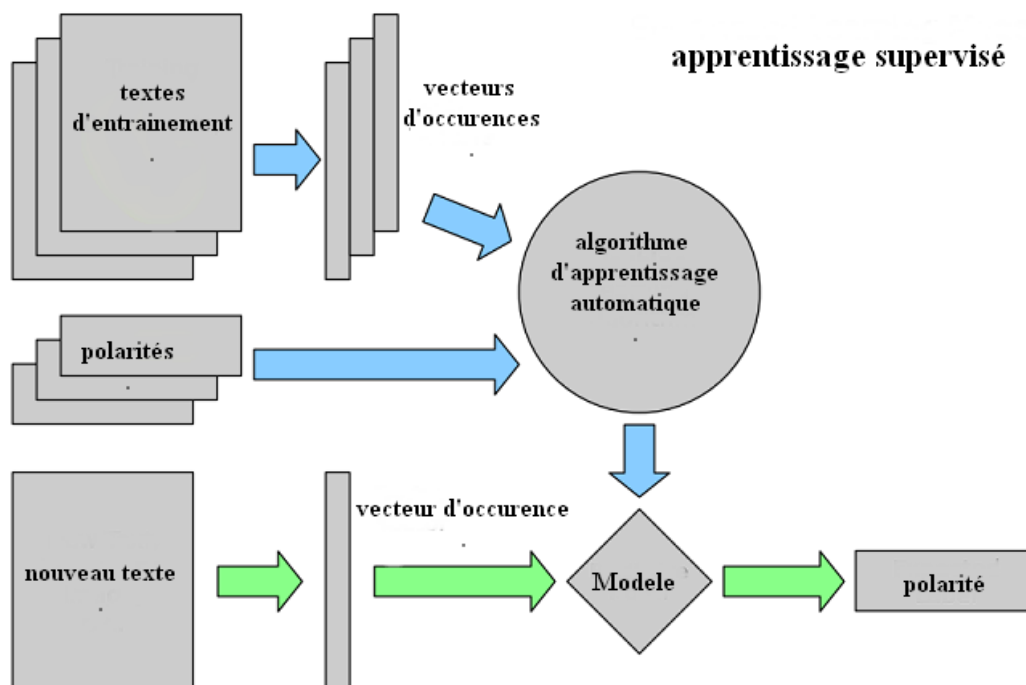 apprentissage supervisé
textes
d'entrainement
vecteurs
d'occurences
algorithme
d'apprentissage
automatique
polarités
vecteur d'occurence
nouveau texte
Modele
polarité